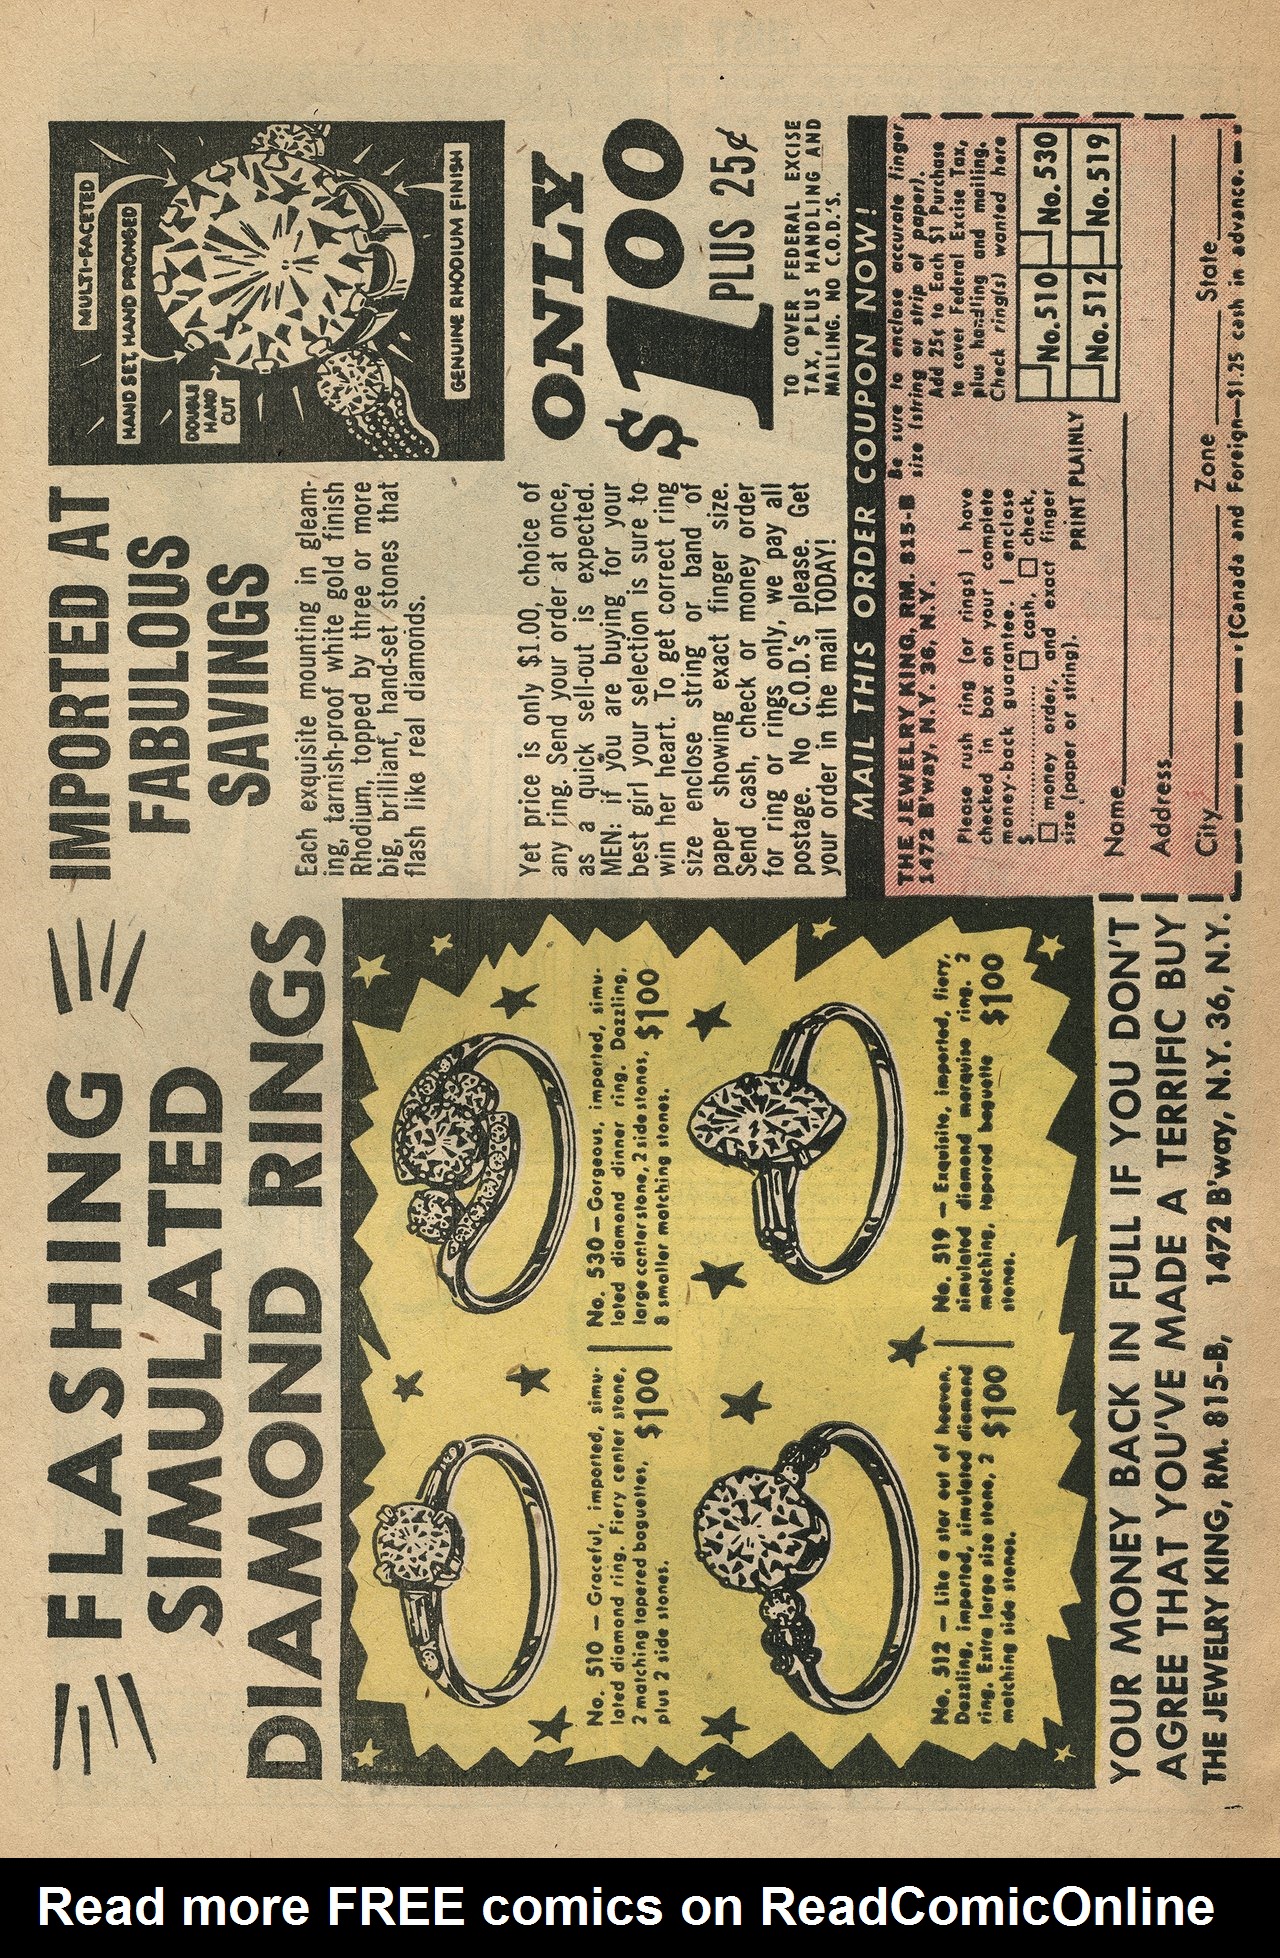 FLASHING
SIMULATED
DIAMOND RINGS
IMPORTED AT
FABULOUS
SAVINGS
Each exquisite mounting in gleam-
ing, tarnish-proof white gold finish
Rhodium, topped by three or more
big, brilliant, hand-set stones that
flash like real diamonds.
MULTI-FACETED
HAND SET, HAND PRONGED
DOUBLE
HAND
CUT
GENUINE RHODIUM FINISH
Yet price is only $1.00, choice of
any ring. Send your order at once,
as a quick sell-out is expected.
MEN: if you are buying for your
best girl your selection is sure to
win her heart. To get correct ring
size enclose string or band of
paper showing exact finger size.
Send cash, check or money order
for ring or rings only, we pay all
postage. No C.O.D.'s please. Get
your order in the mail TODAY!
ONLY
$100
PLUS 25¢
TO COVER FEDERAL EXCISE
TAX, PLUS HANDLING AND
MAILING. NO C.O.D.'S.
No. 510 — Graceful, imported, simu-
lated diamond ring. Fiery center stone,
2 matching tapered baguettes,
plus 2 side stones. $100
No. 530 — Gorgeous, imported, simu-
lated diamond dinner ring. Dazzling,
large center stone, 2 side stones,
8 smaller matching stones. $100
No. 512 — Like a star out of heaven.
Dazzling, imported, simulated diamond
ring. Extra large size stone, 2
matching side stones. $100
No. 519 — Exquisite, imported, fiery,
simulated diamond marquise ring. 2
matching, tapered baguette
stones. $100
YOUR MONEY BACK IN FULL IF YOU DON'T
AGREE THAT YOU'VE MADE A TERRIFIC BUY
THE JEWELRY KING, RM. 815-B, 1472 B'way, N.Y. 36, N.Y.
MAIL THIS ORDER COUPON NOW!
THE JEWELRY KING, RM. 815-B
1472 B'way, N.Y. 36, N.Y.
Please rush ring (or rings) I have
checked in box on your complete
money-back guarantee. I enclose
$.............. □ cash, □ check,
□ money order, and exact finger
size (paper or string).
PRINT PLAINLY
Be sure to enclose accurate finger
size (string or strip of paper).
Add 25c to Each $1 Purchase
to cover Federal Excise Tax,
plus handling and mailing.
Check ring(s) wanted here
□ No. 510 □ No. 530
□ No. 512 □ No. 519
Name
Address
City Zone State
(Canada and Foreign—$1.25 cash in advance.)
Read more FREE comics on ReadComicOnline